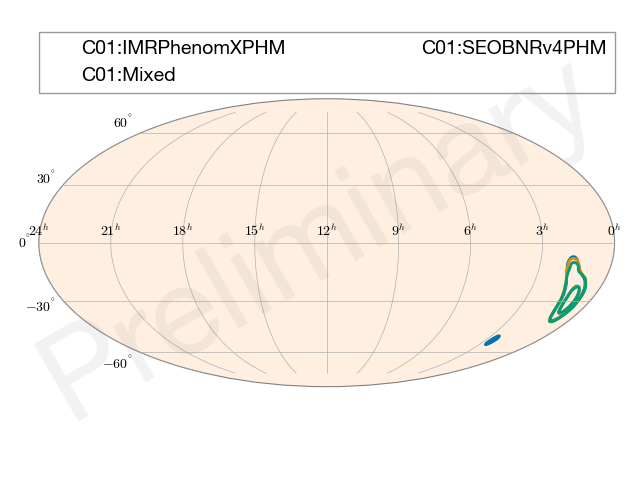 C01:IMRPhenomXPHM C01:SEOBNRv4PHM
C01:Mixed
60°
30°
0°
24h 21h 18h 15h 12h 9h 6h 3h 0h
−30°
−60°
Preliminary